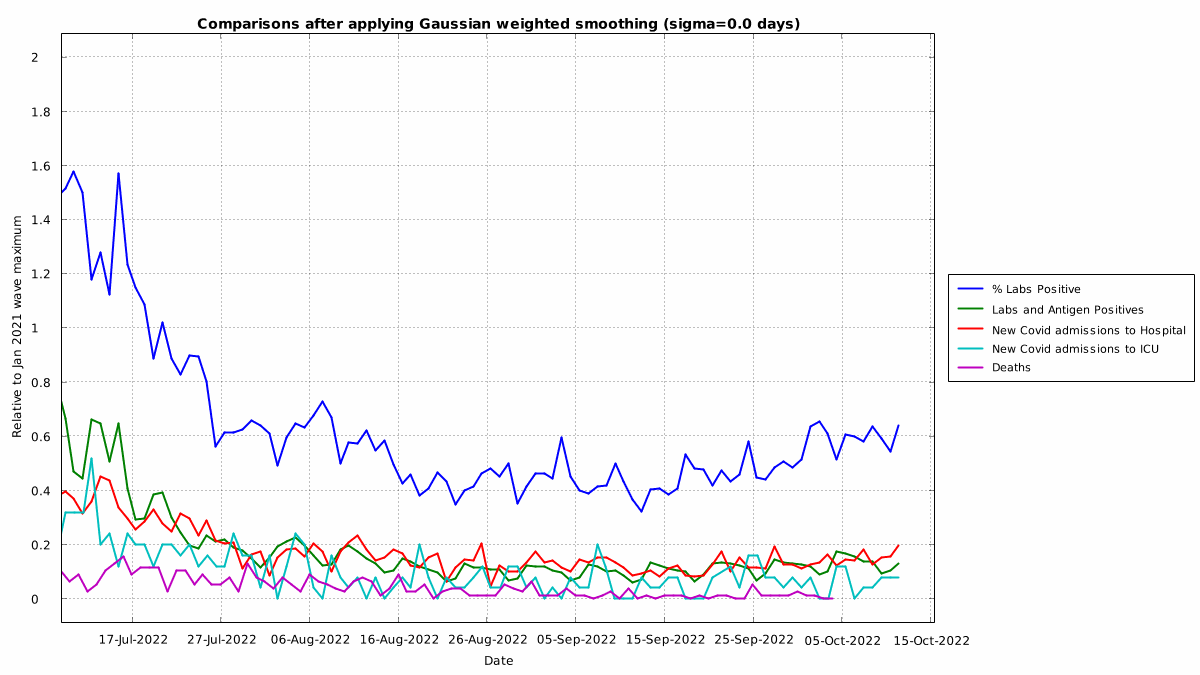 Comparisons after applying Gaussian weighted smoothing (sigma=0.0 days)
Relative to Jan 2021 wave maximum
2
1.8
1.6
1.4
1.2
1
0.8
0.6
0.4
0.2
0
17-Jul-2022 27-Jul-2022 06-Aug-2022 16-Aug-2022 26-Aug-2022 05-Sep-2022 15-Sep-2022 25-Sep-2022 05-Oct-2022 15-Oct-2022
Date
% Labs Positive
Labs and Antigen Positives
New Covid admissions to Hospital
New Covid admissions to ICU
Deaths